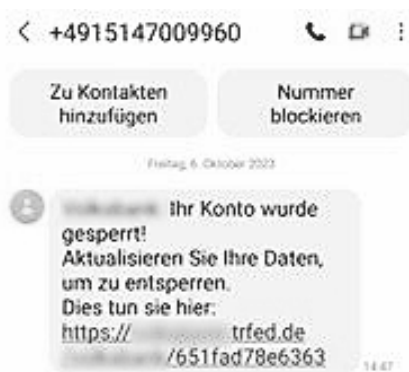 +4915147009960
Zu Kontakten
hinzufügen
Nummer
blockieren
Freitag, 6. Oktober 2023
Ihr Konto wurde
gesperrt!
Aktualisieren Sie Ihre Daten,
um zu entsperren.
Dies tun sie hier:
https:// trfed.de
/651fad78e6363
14:47